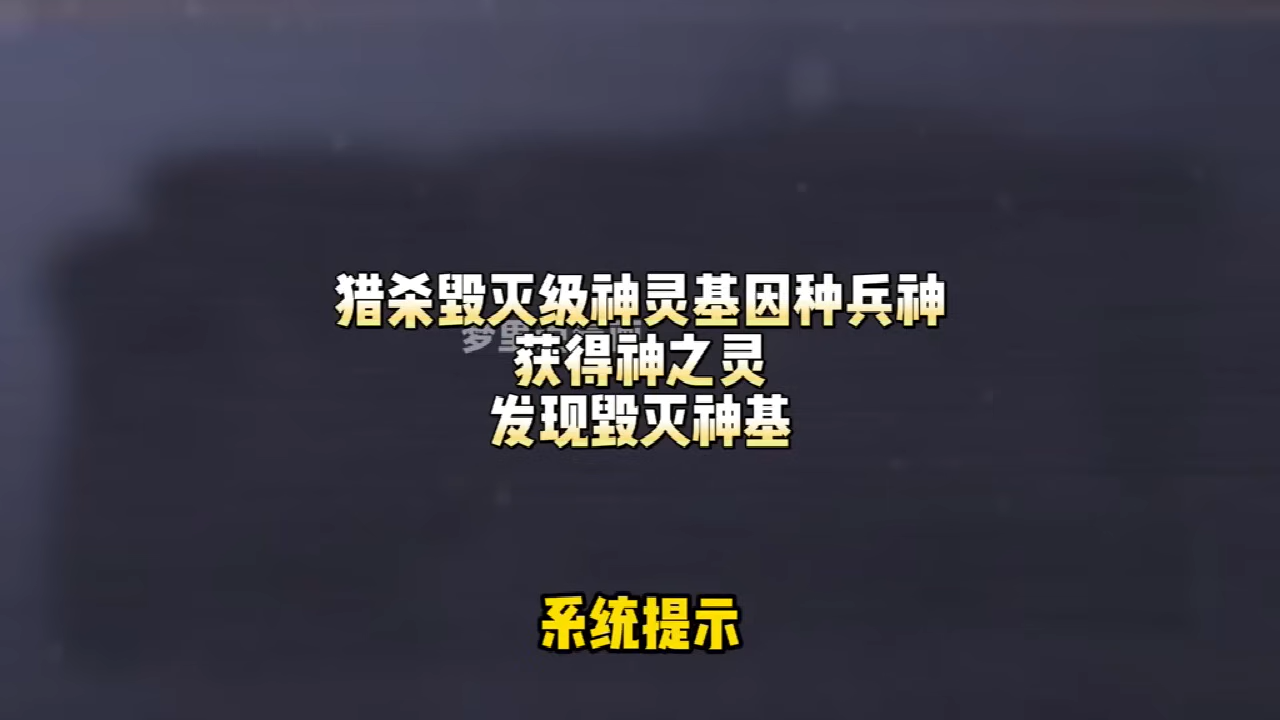 猎杀毁灭级神灵基因种兵神
获得神之灵
发现毁灭神基
系统提示